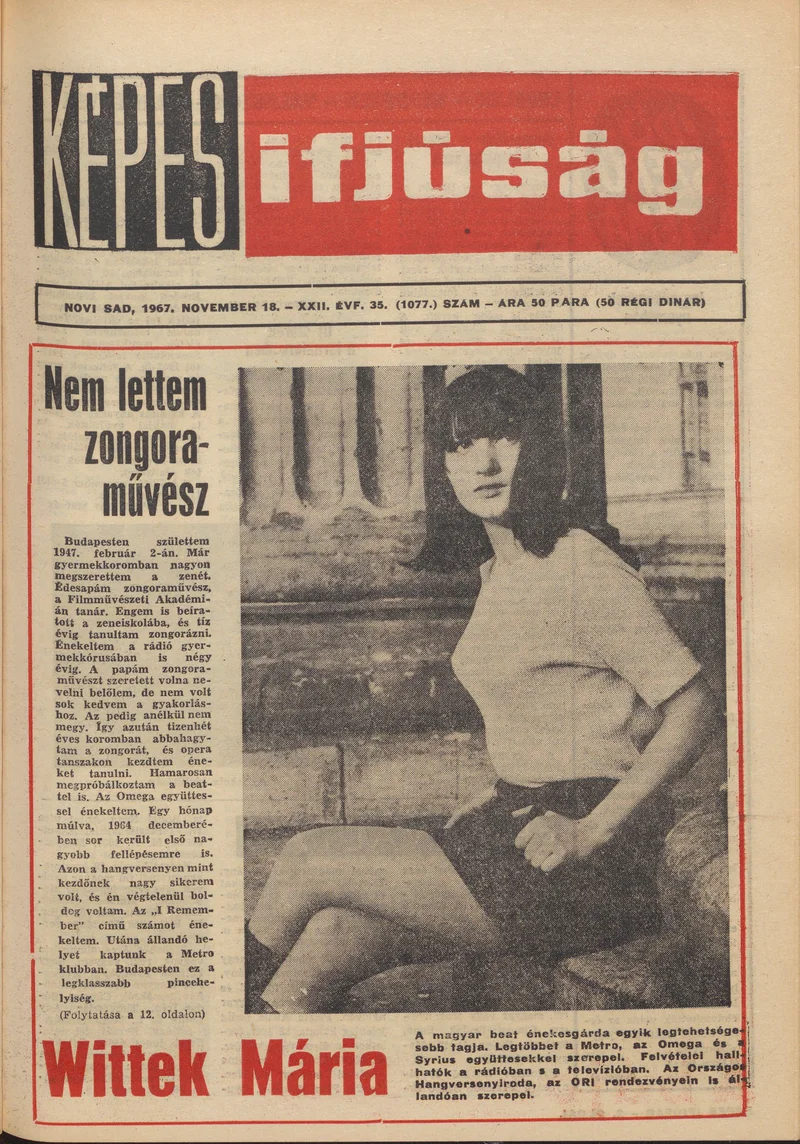 KÉPES ifjúság
NOVI SAD, 1967. NOVEMBER 18. – XXII. ÉVF. 35. (1077.) SZÁM – ÁRA 50 PARA (50 RÉGI DINÁR)
Nem lettem
zongora-
művész
Budapesten születtem
1947. február 2-án. Már
gyermekkoromban nagyon
megszerettem a zenét.
Édesapám zongoraművész,
a Filmművészeti Akadémi-
án tanár. Engem is beíra-
tott a zeneiskolába, és tíz
évig tanultam zongorázni.
Énekeltem a rádió gyer-
mekkórusában is négy
évig. A papám zongora-
művészt szeretett volna ne-
velni belőlem, de nem volt
sok kedvem a gyakorlás-
hoz. Az pedig anélkül nem
megy. Így azután tizenhét
éves koromban abbahagy-
tam a zongorát, és opera
tanszakon kezdtem éne-
ket tanulni. Hamarosan
megpróbálkoztam a beat-
tel is. Az Omega együttes-
sel énekeltem. Egy hónap
múlva, 1964 decemberé-
ben sor került első na-
gyobb fellépésemre is.
Azon a hangversenyen mint
kezdőnek nagy sikerem
volt, és én végtelenül bol-
dog voltam. Az „I Remem-
ber" című számot éne-
keltem. Utána állandó he-
lyet kaptunk a Metro
klubban. Budapesten ez a
legklasszabb pincehe-
lyiség.
(Folytatása a 12. oldalon)
Wittek Mária
A magyar beat énekesgárda egyik legtehetsége-
sebb tagja. Legtöbbet a Metro, az Omega és a
Syrius együttesekkel szerepel. Felvételei hall-
hatók a rádióban s a televízióban. Az Országos
Hangversenyiroda, az ORI rendezvényein is ál-
landóan szerepel.